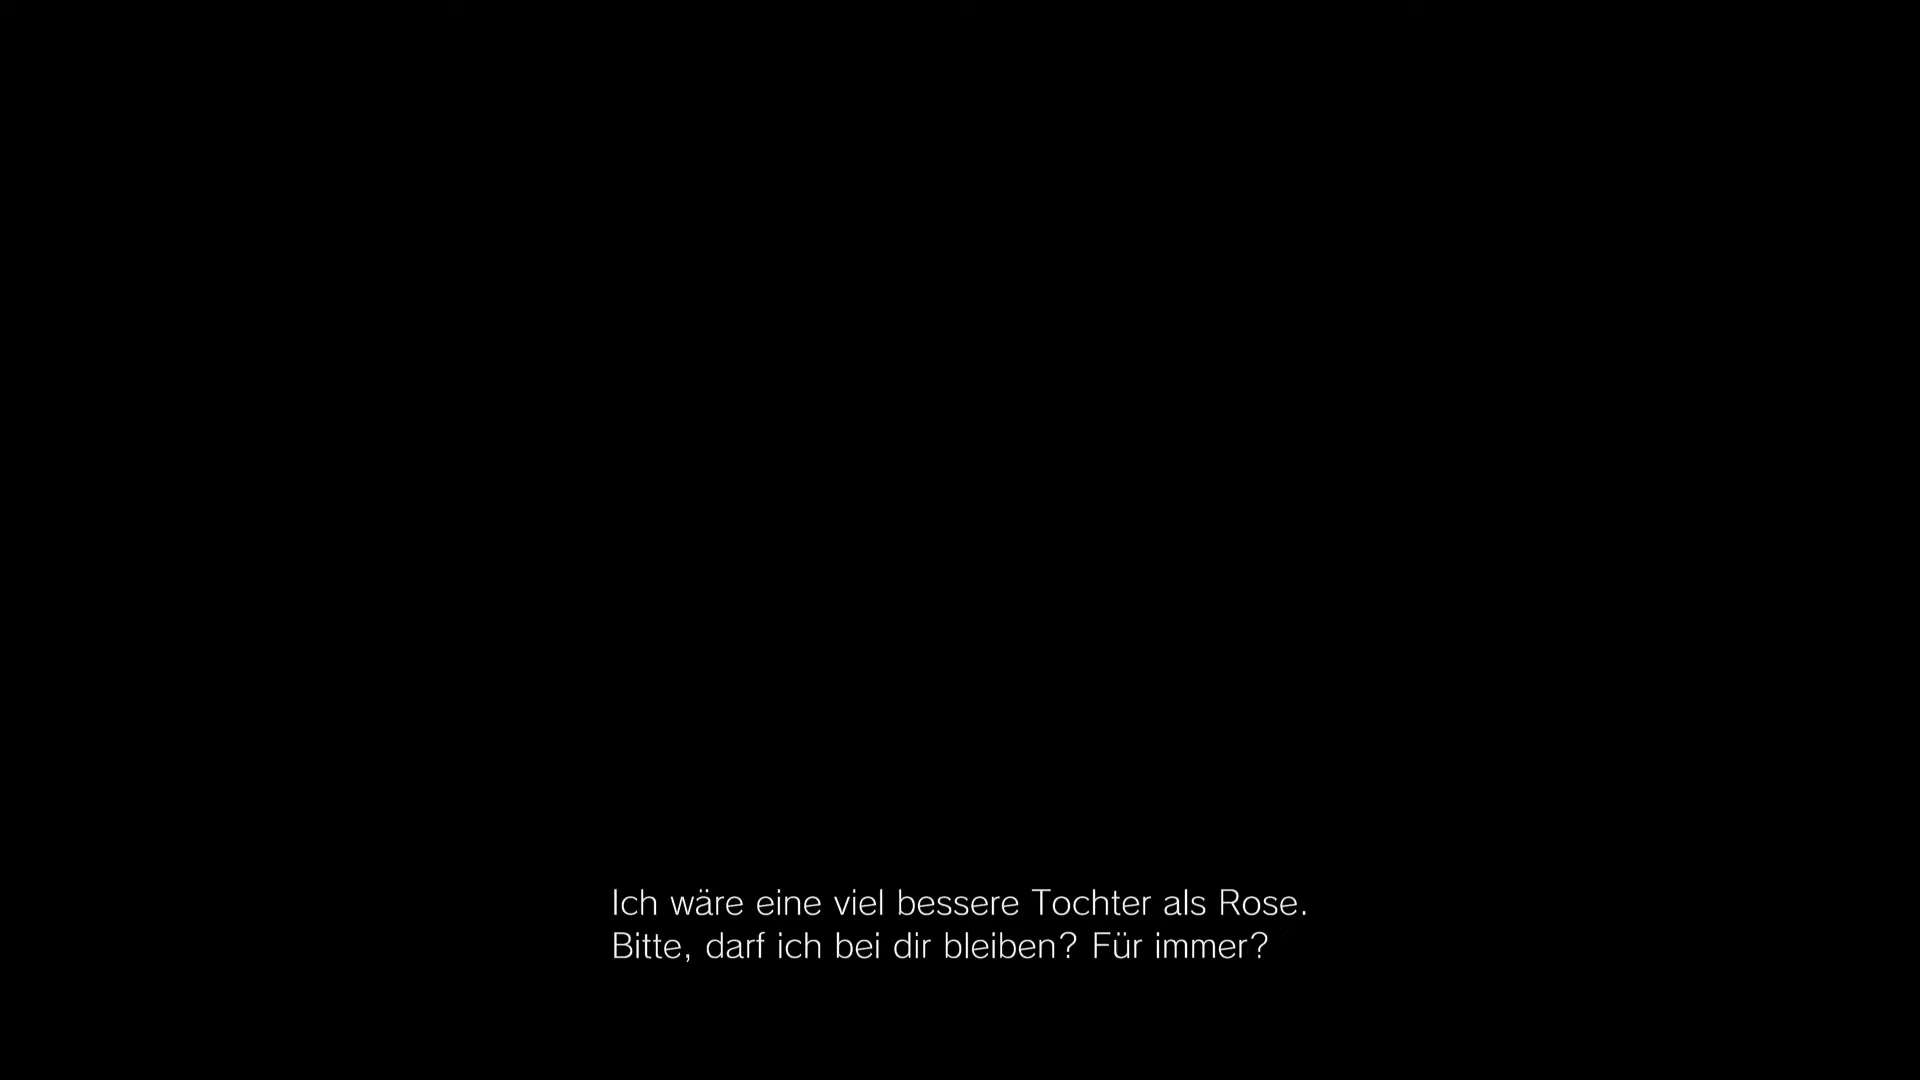 Ich wäre eine viel bessere Tochter als Rose.
Bitte, darf ich bei dir bleiben? Für immer?